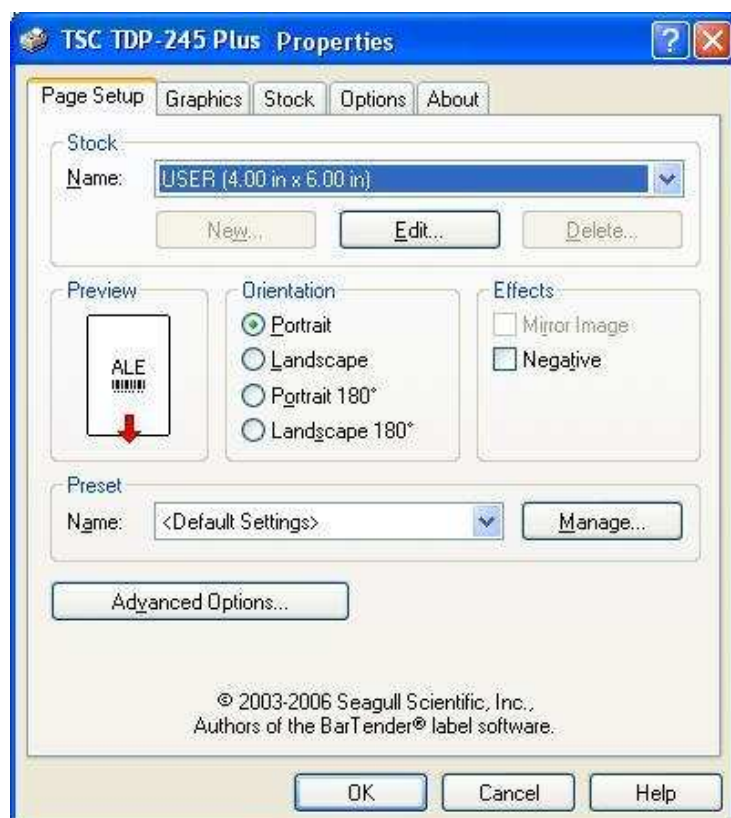 TSC TDP-245 Plus Properties
Page Setup Graphics Stock Options About
Stock
Name: USER (4.00 in x 6.00 in)
New... Edit... Delete...
Preview
ALE
Orientation
Portrait
Landscape
Portrait 180°
Landscape 180°
Effects
Mirror Image
Negative
Preset
Name: <Default Settings> Manage...
Advanced Options...
© 2003-2006 Seagull Scientific, Inc.,
Authors of the BarTender® label software.
OK Cancel Help